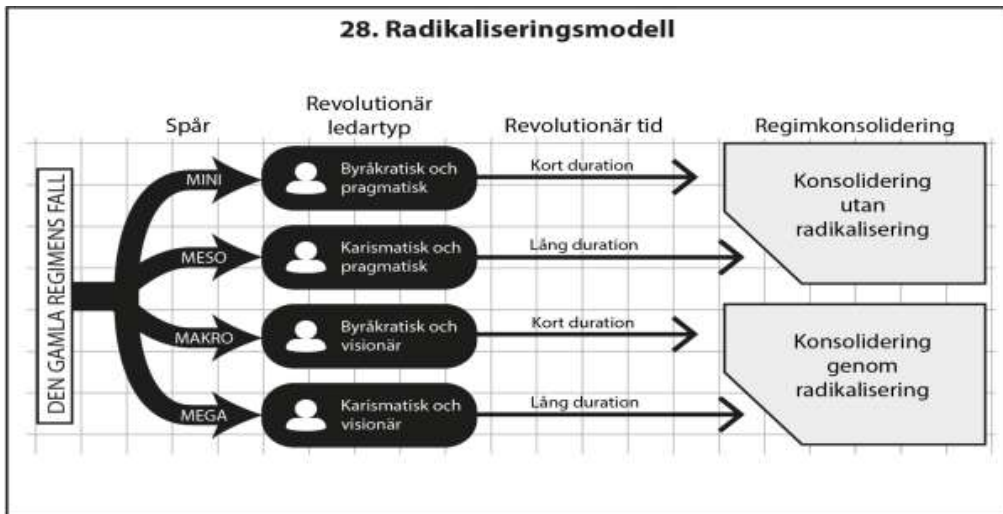 28. Radikaliseringsmodell
Spår
Revolutionär
ledartyp
Revolutionär tid
Regimkonsolidering
DEN GAMLA REGIMENS FALL
MINI
Byråkratisk och
pragmatisk
Kort duration
MESO
Karismatisk och
pragmatisk
Lång duration
Konsolidering
utan
radikalisering
MAKRO
Byråkratisk och
visionär
Kort duration
MEGA
Karismatisk och
visionär
Lång duration
Konsolidering
genom
radikalisering